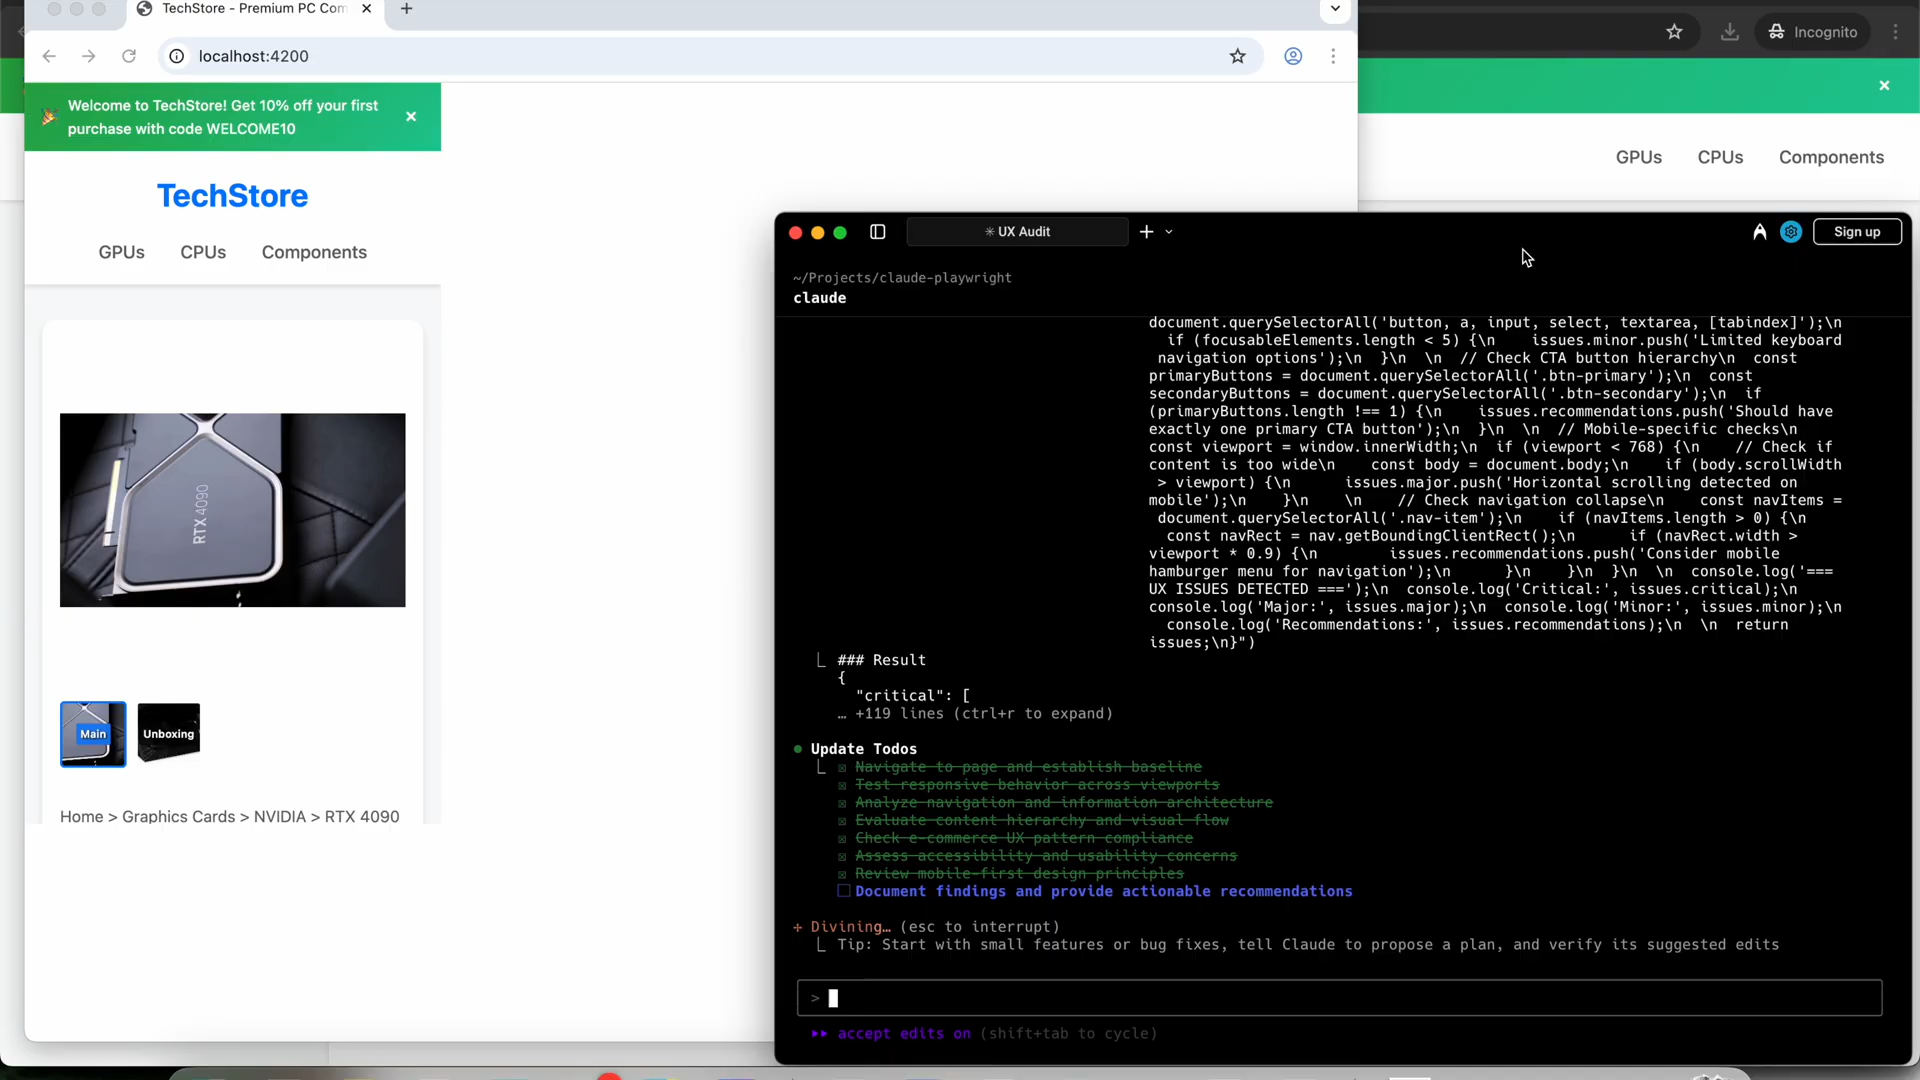 TechStore - Premium PC Com
Incognito
localhost:4200
Welcome to TechStore! Get 10% off your first
purchase with code WELCOME10
TechStore
GPUs CPUs Components
RTX 4090
Main
Unboxing
Home > Graphics Cards > NVIDIA > RTX 4090
GPUs CPUs Components
✳ UX Audit
Sign up
~/Projects/claude-playwright
claude
document.querySelectorAll('button, a, input, select, textarea, [tabindex]');\n
if (focusableElements.length < 5) {\n    issues.minor.push('Limited keyboard
navigation options');\n  }\n  \n  // Check CTA button hierarchy\n  const
primaryButtons = document.querySelectorAll('.btn-primary');\n  const
secondaryButtons = document.querySelectorAll('.btn-secondary');\n  if
(primaryButtons.length !== 1) {\n    issues.recommendations.push('Should have
exactly one primary CTA button');\n  }\n  \n  // Mobile-specific checks\n
const viewport = window.innerWidth;\n  if (viewport < 768) {\n    // Check if
content is too wide\n    const body = document.body;\n    if (body.scrollWidth
> viewport) {\n      issues.major.push('Horizontal scrolling detected on
mobile');\n    }\n    \n    // Check navigation collapse\n    const navItems =
document.querySelectorAll('.nav-item');\n    if (navItems.length > 0) {\n
const navRect = nav.getBoundingClientRect();\n      if (navRect.width >
viewport * 0.9) {\n        issues.recommendations.push('Consider mobile
hamburger menu for navigation');\n      }\n    }\n  }\n  \n  console.log('===
UX ISSUES DETECTED ===');\n  console.log('Critical:', issues.critical);\n
console.log('Major:', issues.major);\n  console.log('Minor:', issues.minor);\n
console.log('Recommendations:', issues.recommendations);\n  \n  return
issues;\n}")
### Result
{
"critical": [
… +119 lines (ctrl+r to expand)
Update Todos
Navigate to page and establish baseline
Test responsive behavior across viewports
Analyze navigation and information architecture
Evaluate content hierarchy and visual flow
Check e-commerce UX pattern compliance
Assess accessibility and usability concerns
Review mobile-first design principles
Document findings and provide actionable recommendations
Divining… (esc to interrupt)
Tip: Start with small features or bug fixes, tell Claude to propose a plan, and verify its suggested edits
>
accept edits on (shift+tab to cycle)